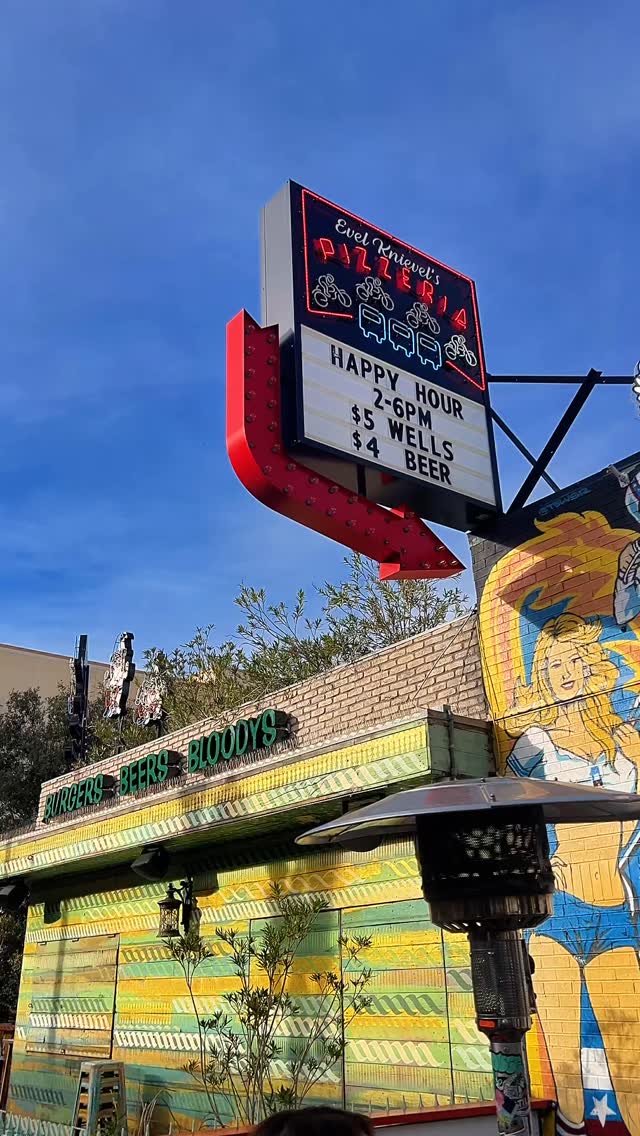 Evel Knievel's
PIZZERIA
HAPPY HOUR
2-6PM
$5 WELLS
$4 BEER
BURGERS BEERS BLOODYS